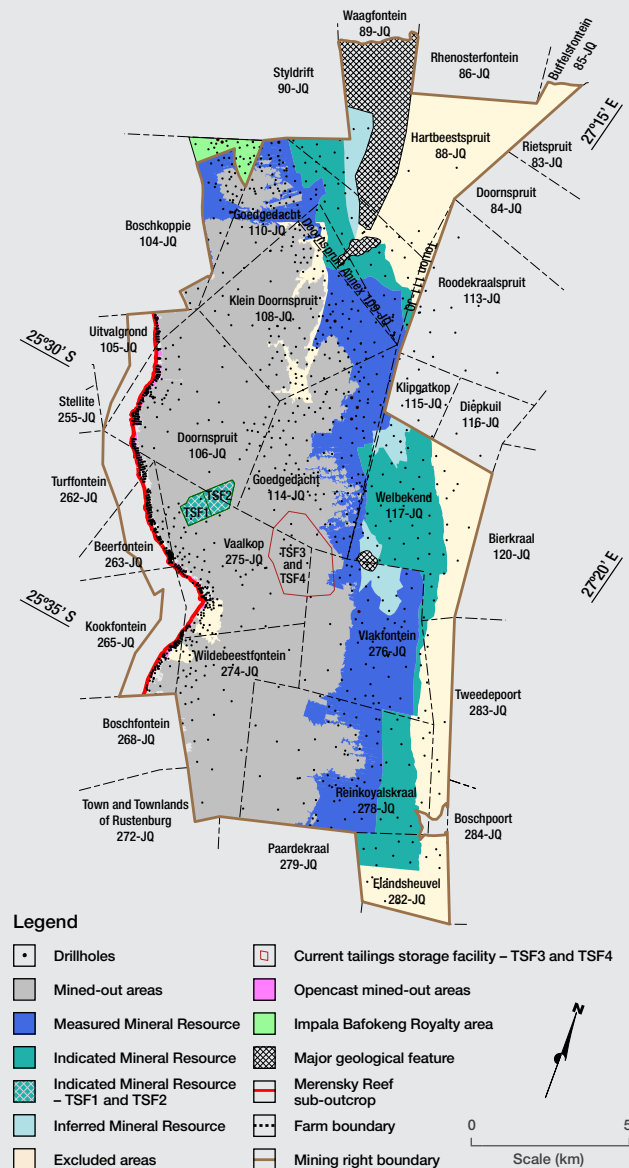 Waagfontein
89-JQ
Rhenosterfontein
86-JQ
Buffelsfontein
85-JQ
Styldrift
90-JQ
27°15' E
Hartbeestspruit
88-JQ
Rietspruit
83-JQ
Doornspruit
84-JQ
Boschkoppie
104-JQ
Goedgedacht
110-JQ
Doornspruit Annex 109-JQ
Toulon 111-JQ
Roodekraalspruit
113-JQ
Klein Doornspruit
108-JQ
Uitvalgrond
105-JQ
25°30' S
Klipgatkop
115-JQ
Diepkuil
116-JQ
Stellite
255-JQ
Doornspruit
106-JQ
Goedgedacht
114-JQ
Turffontein
262-JQ
TSF2
TSF1
Welbekend
117-JQ
Bierkraal
120-JQ
Beerfontein
263-JQ
Vaalkop
275-JQ
TSF3
and
TSF4
27°20' E
25°35' S
Kookfontein
265-JQ
Vlakfontein
276-JQ
Wildebeestfontein
274-JQ
Tweedepoort
283-JQ
Boschfontein
268-JQ
Reinkoyalskraal
278-JQ
Town and Townlands
of Rustenburg
272-JQ
Boschpoort
284-JQ
Paardekraal
279-JQ
Elandsheuvel
282-JQ
Legend
Drillholes
Current tailings storage facility – TSF3 and TSF4
Mined-out areas
Opencast mined-out areas
Measured Mineral Resource
Impala Bafokeng Royalty area
Indicated Mineral Resource
Major geological feature
Indicated Mineral Resource
– TSF1 and TSF2
Merensky Reef
sub-outcrop
Inferred Mineral Resource
Farm boundary
Excluded areas
Mining right boundary
N
0 5
Scale (km)